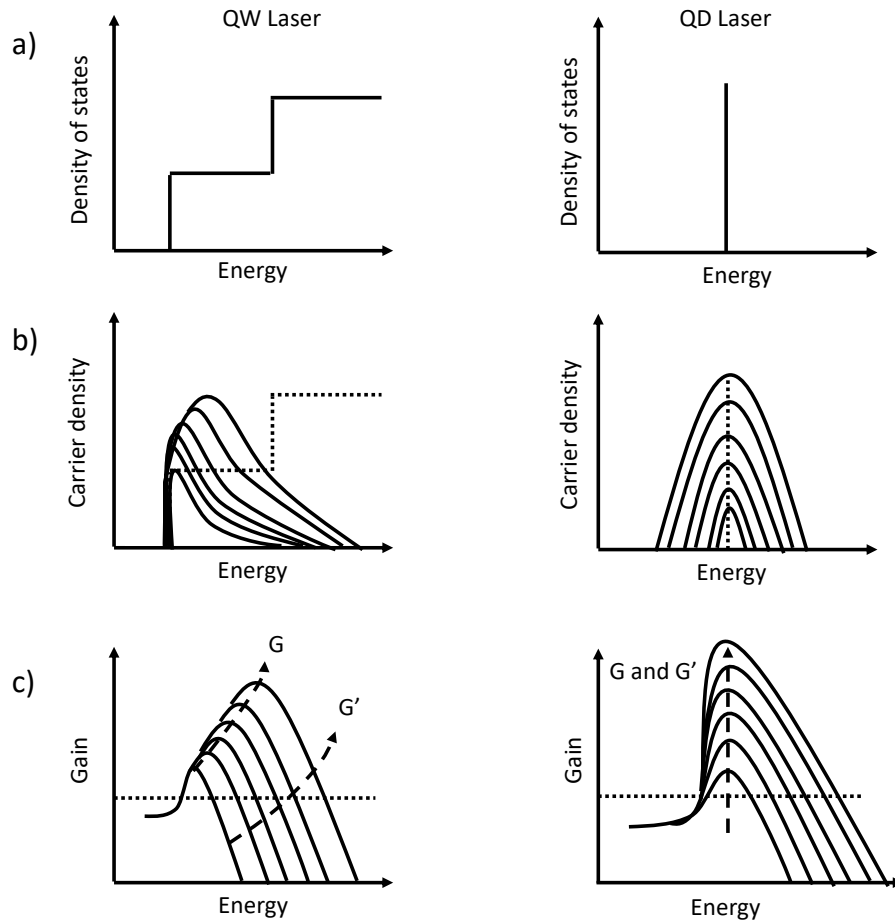 QW Laser
QD Laser
a)
Density of states
Energy
Density of states
Energy
b)
Carrier density
Energy
Carrier density
Energy
c)
Gain
G
G’
Energy
Gain
G and G’
Energy